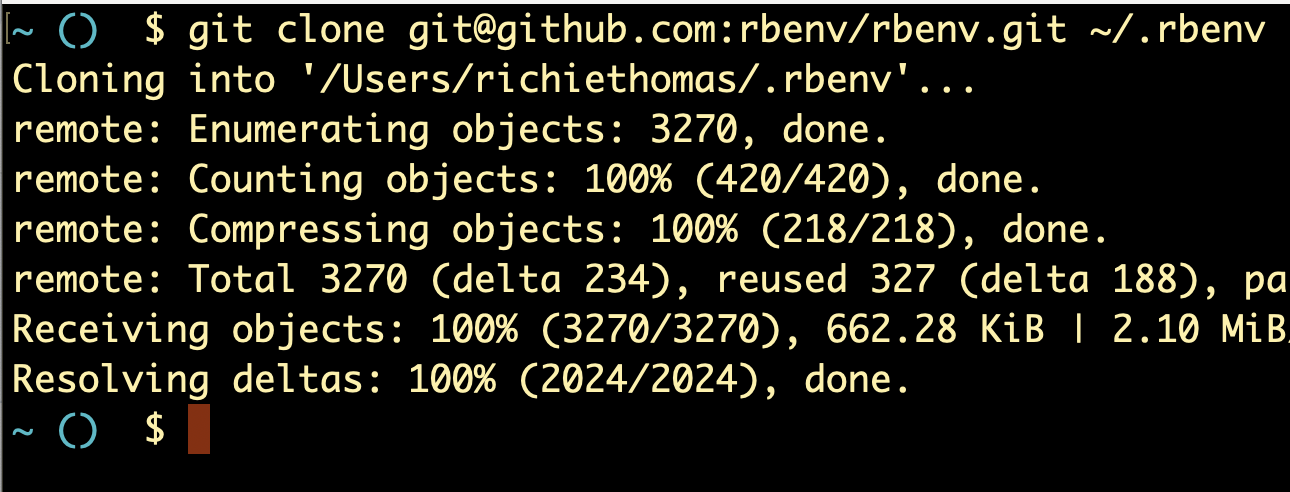 ~ ()  $ git clone git@github.com:rbenv/rbenv.git ~/.rbenv
Cloning into '/Users/richiethomas/.rbenv'...
remote: Enumerating objects: 3270, done.
remote: Counting objects: 100% (420/420), done.
remote: Compressing objects: 100% (218/218), done.
remote: Total 3270 (delta 234), reused 327 (delta 188), pa
Receiving objects: 100% (3270/3270), 662.28 KiB | 2.10 MiB/
Resolving deltas: 100% (2024/2024), done.
~ ()  $